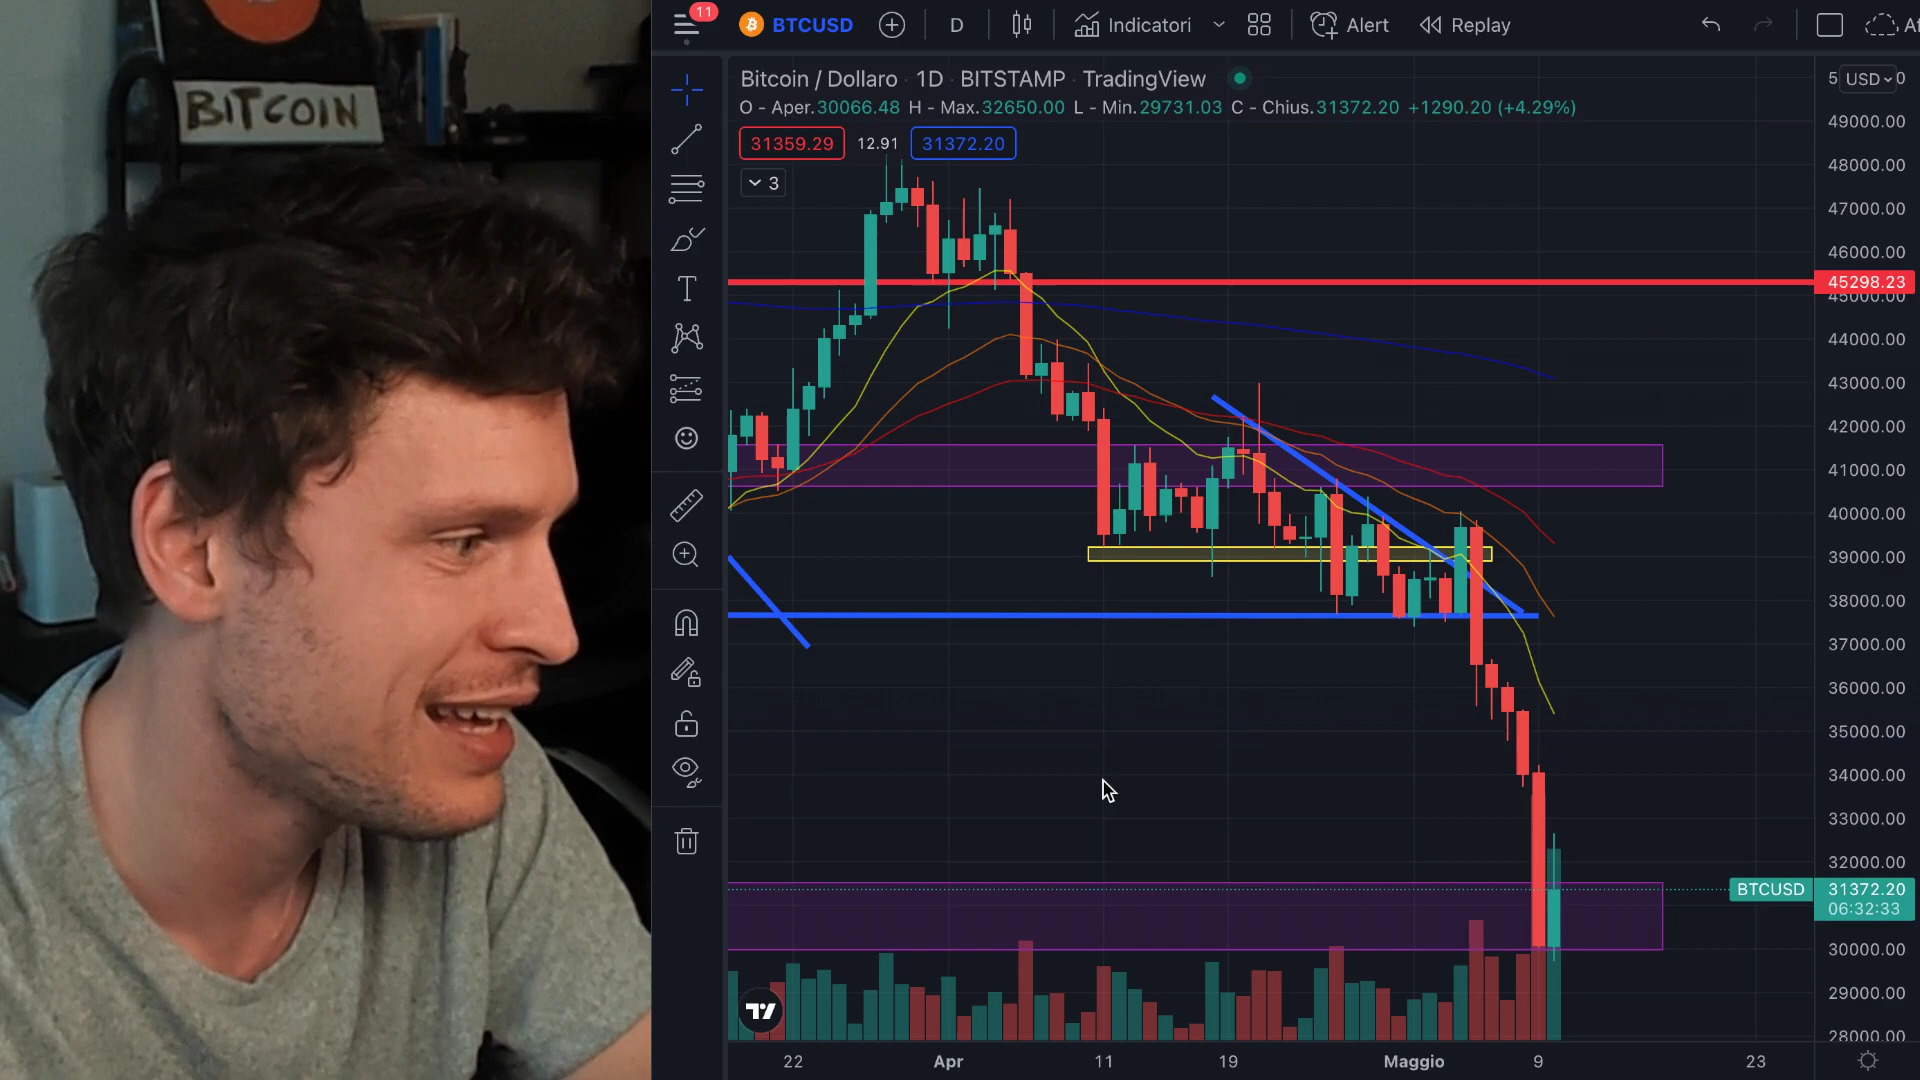 BITCOIN
11
BTCUSD
D
Indicatori
Alert
Replay
Bitcoin / Dollaro · 1D · BITSTAMP · TradingView
O - Aper.30066.48 H - Max.32650.00 L - Min.29731.03 C - Chius.31372.20 +1290.20 (+4.29%)
31359.29
12.91
31372.20
3
USD
49000.00
48000.00
47000.00
46000.00
45298.23
45000.00
44000.00
43000.00
42000.00
41000.00
40000.00
39000.00
38000.00
37000.00
36000.00
35000.00
34000.00
33000.00
32000.00
BTCUSD
31372.20
06:32:33
30000.00
29000.00
28000.00
22
Apr
11
19
Maggio
9
23